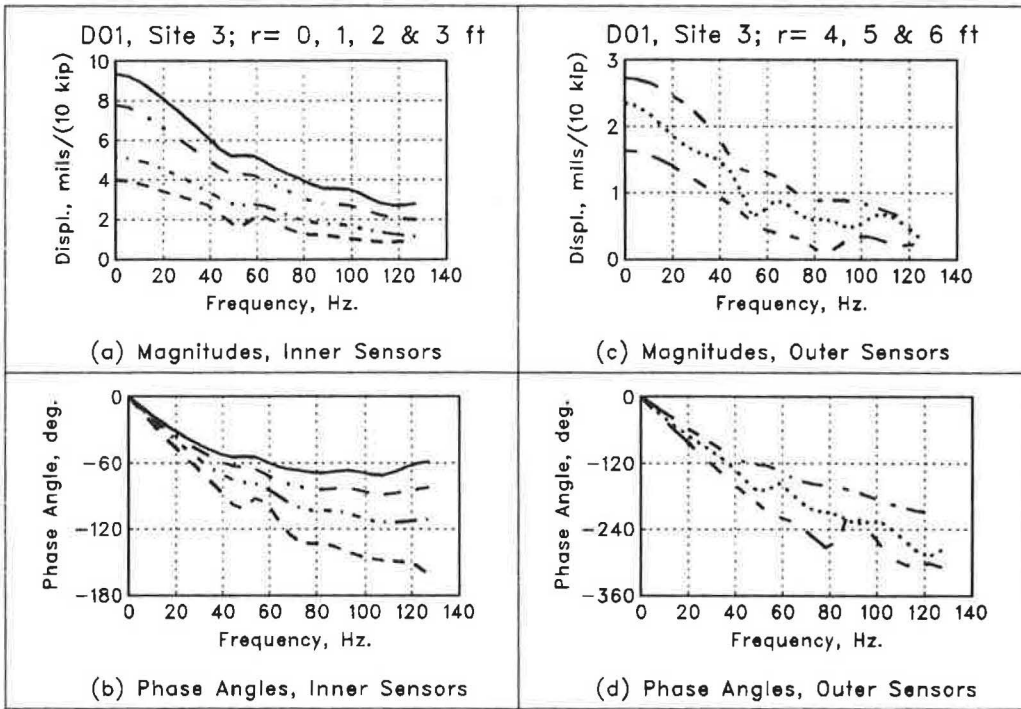 D01, Site 3; r= 0, 1, 2 & 3 ft
10
8
6
4
2
0
Displ., mils/(10 kip)
0 20 40 60 80 100 120 140
Frequency, Hz.
(a) Magnitudes, Inner Sensors
D01, Site 3; r= 4, 5 & 6 ft
3
2
1
0
Displ., mils/(10 kip)
0 20 40 60 80 100 120 140
Frequency, Hz.
(c) Magnitudes, Outer Sensors
0
-60
-120
-180
Phase Angle, deg.
0 20 40 60 80 100 120 140
Frequency, Hz.
(b) Phase Angles, Inner Sensors
0
-120
-240
-360
Phase Angle, deg.
0 20 40 60 80 100 120 140
Frequency, Hz.
(d) Phase Angles, Outer Sensors